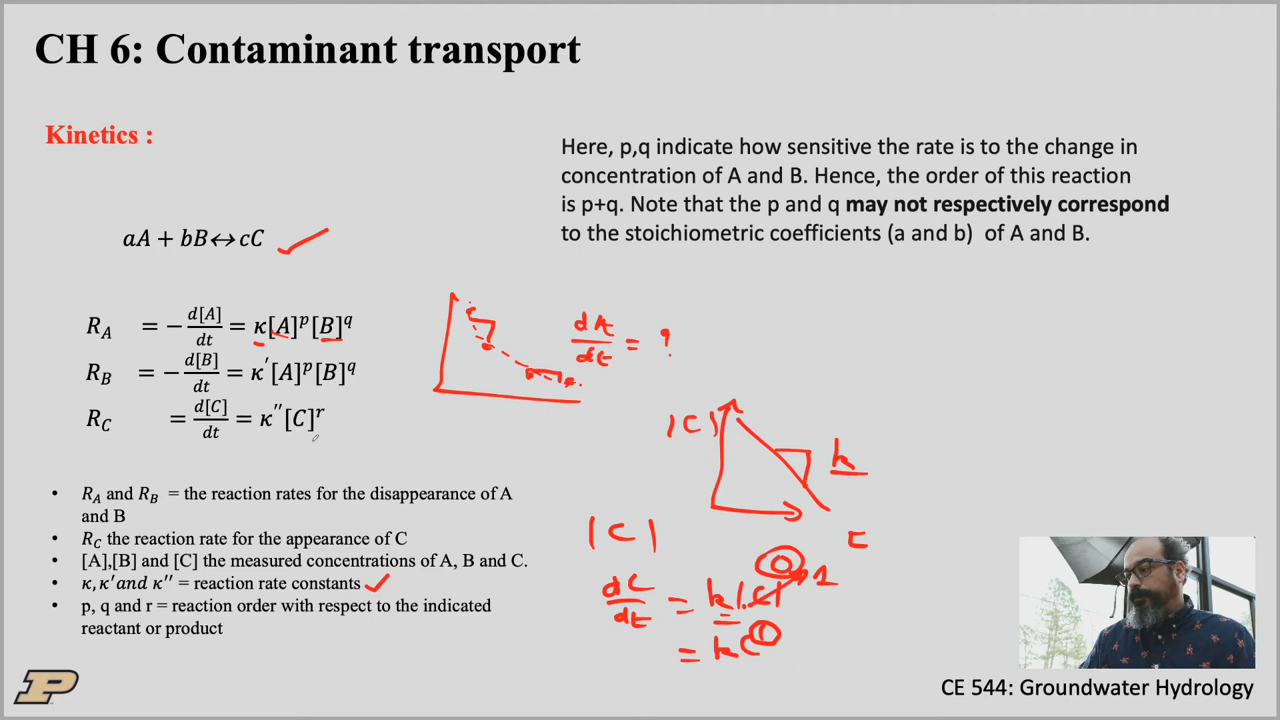 CH 6: Contaminant transport
Kinetics :
aA + bB↔cC
R_A = −d[A]/dt = κ[A]^p[B]^q
R_B = −d[B]/dt = κ′[A]^p[B]^q
R_C = d[C]/dt = κ″[C]^r
• R_A and R_B = the reaction rates for the disappearance of A
and B
• R_C the reaction rate for the appearance of C
• [A],[B] and [C] the measured concentrations of A, B and C.
• κ,κ′and κ″ = reaction rate constants
• p, q and r = reaction order with respect to the indicated
reactant or product
Here, p,q indicate how sensitive the rate is to the change in
concentration of A and B. Hence, the order of this reaction
is p+q. Note that the p and q may not respectively correspond
to the stoichiometric coefficients (a and b) of A and B.
dA/dt = ?
|C|
k
t
|C|
dC/dt = k
= kC^1
P
CE 544: Groundwater Hydrology